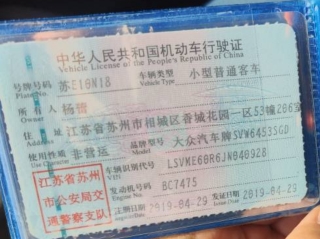 中华人民共和国机动车行驶证
Vehicle License of the People's Republic of China
号牌号码 苏E18N18 车辆类型 小型普通客车
Plate No. Vehicle Type
所有人
Owner
住址 江苏省苏州市相城区香城花园一区53幢206室
使用性质 非营运 品牌型号 大众汽车牌SVW6453SGD
车辆识别代号
VIN
江苏省苏州
市公安局交
通警察支队
发动机号码 BC7475
注册日期 2019-04-29 发证日期 2019-04-29